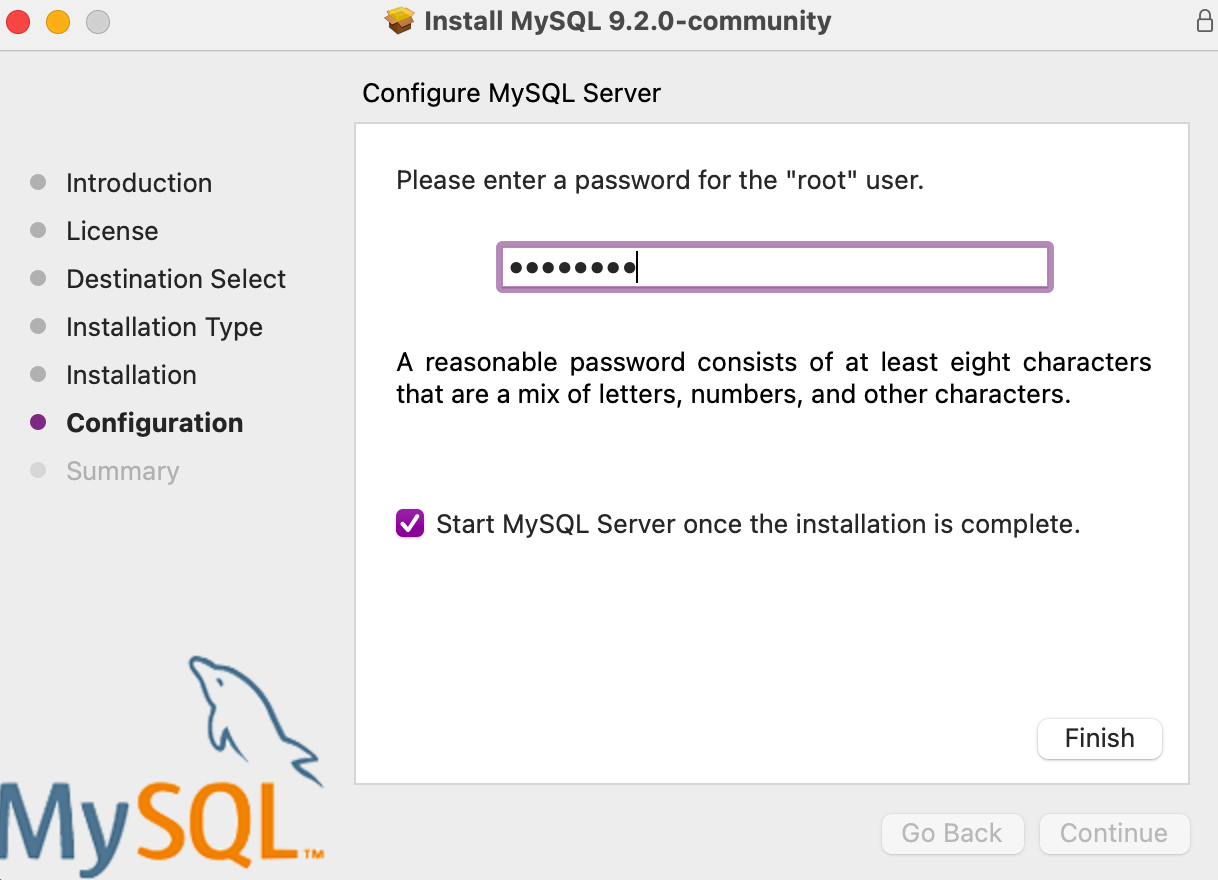 Install MySQL 9.2.0-community
Configure MySQL Server
Introduction
License
Destination Select
Installation Type
Installation
Configuration
Summary
Please enter a password for the "root" user.
••••••••
A reasonable password consists of at least eight characters
that are a mix of letters, numbers, and other characters.
Start MySQL Server once the installation is complete.
Finish
MySQL™
Go Back
Continue